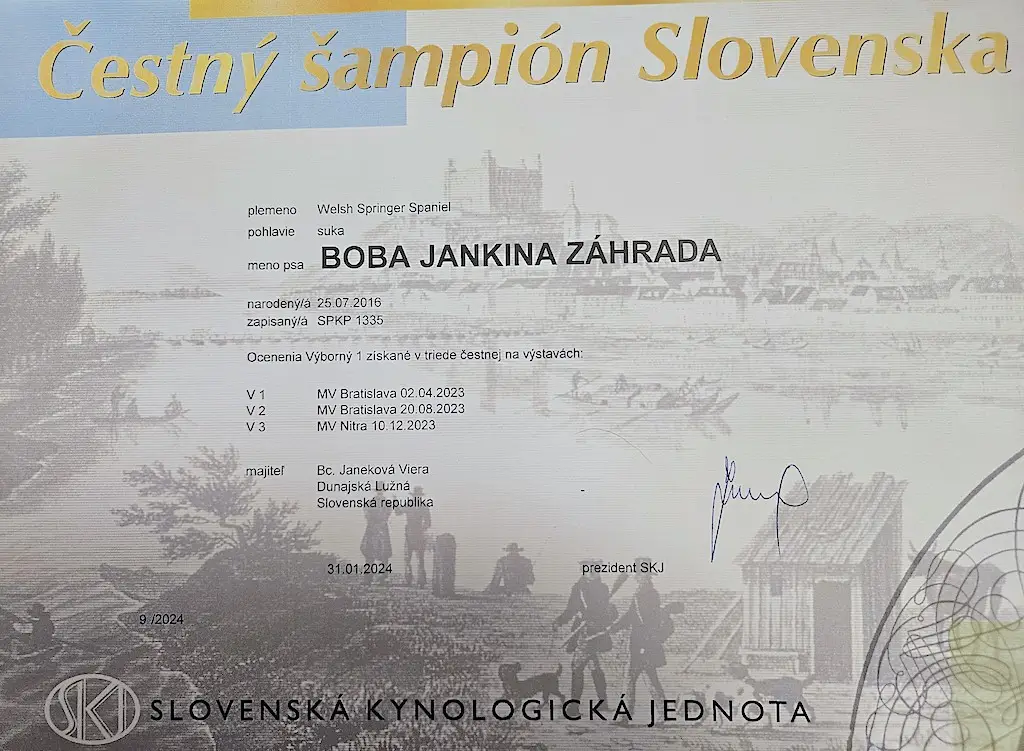 Čestný šampión Slovenska
plemeno Welsh Springer Spaniel
pohlavie suka
meno psa BOBA JANKINA ZÁHRADA
narodený/á 25.07.2016
zapísaný/á SPKP 1335
Ocenenia Výborný 1 získané v triede čestnej na výstavách:
V 1 MV Bratislava 02.04.2023
V 2 MV Bratislava 20.08.2023
V 3 MV Nitra 10.12.2023
majiteľ Bc. Janeková Viera
Dunajská Lužná
Slovenská republika
-
31.01.2024 prezident SKJ
9 /2024
SKJ SLOVENSKÁ KYNOLOGICKÁ JEDNOTA